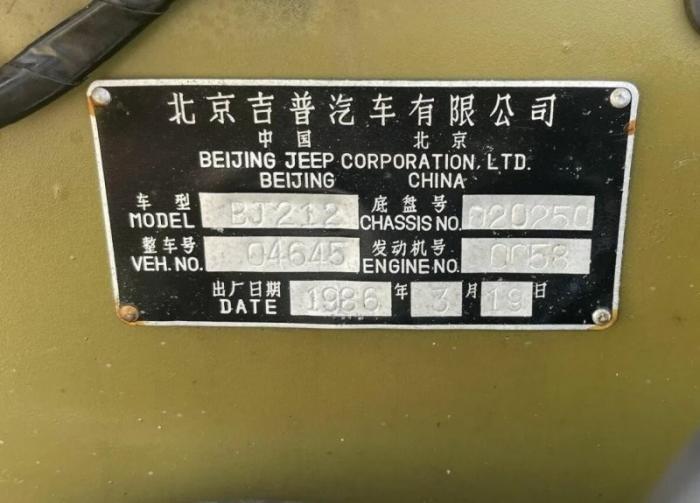 北京吉普汽车有限公司
中国 北京
BEIJING JEEP CORPORATION, LTD.
BEIJING CHINA
车型 底盘号
MODEL BJ212 CHASSIS NO. 020250
整车号 发动机号
VEH. NO. 04645 ENGINE NO. 0058
出厂日期 年 月 日
DATE 1986 3 19